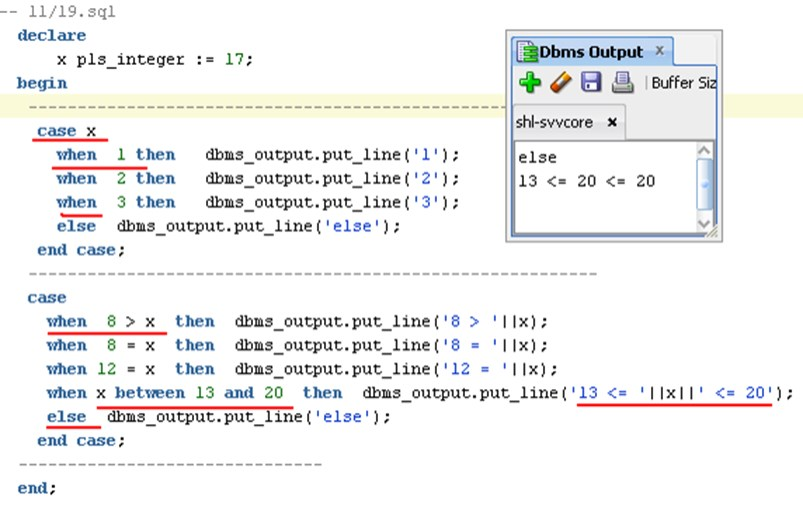 -- 11/19.sql
declare
x pls_integer := 17;
begin
--------------------------------------------------
case x
when 1 then dbms_output.put_line('1');
when 2 then dbms_output.put_line('2');
when 3 then dbms_output.put_line('3');
else dbms_output.put_line('else');
end case;
------------------------------------------------------------
case
when 8 > x then dbms_output.put_line('8 > '||x);
when 8 = x then dbms_output.put_line('8 = '||x);
when 12 = x then dbms_output.put_line('12 = '||x);
when x between 13 and 20 then dbms_output.put_line('13 <= '||x||' <= 20');
else dbms_output.put_line('else');
end case;
--------------------------------
end;
Dbms Output x
Buffer Siz
shl-svvcore
else
13 <= 20 <= 20